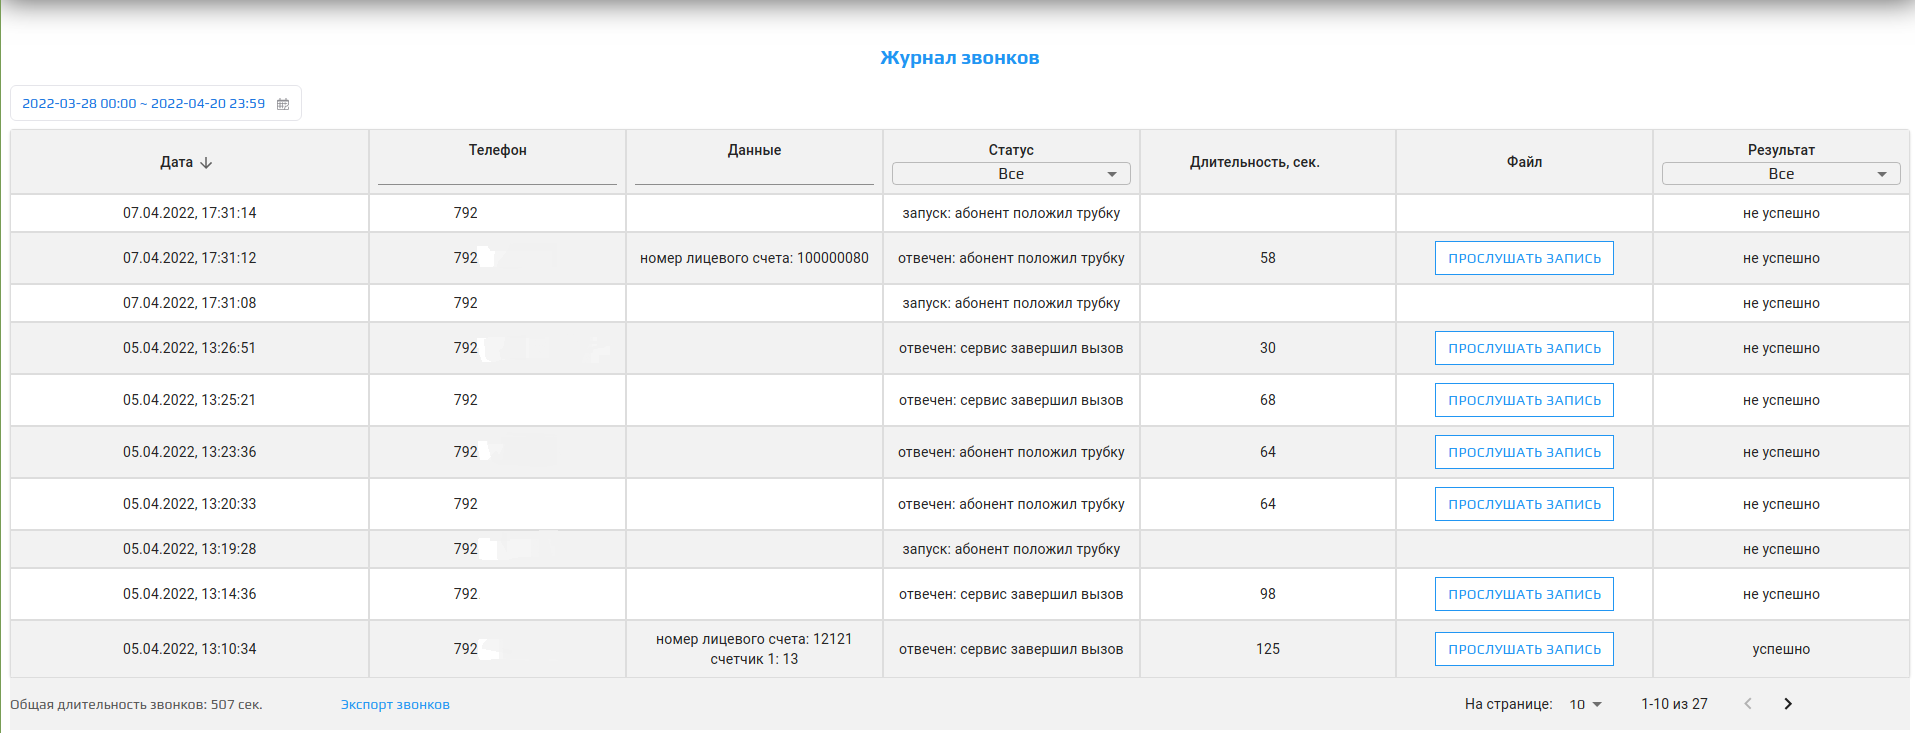 Журнал звонков
2022-03-28 00:00 ~ 2022-04-20 23:59
Дата Телефон Данные Статус Длительность, сек. Файл Результат
Все Все
07.04.2022, 17:31:14 792 запуск: абонент положил трубку не успешно
07.04.2022, 17:31:12 792 номер лицевого счета: 100000080 отвечен: абонент положил трубку 58 ПРОСЛУШАТЬ ЗАПИСЬ не успешно
07.04.2022, 17:31:08 792 запуск: абонент положил трубку не успешно
05.04.2022, 13:26:51 792 отвечен: сервис завершил вызов 30 ПРОСЛУШАТЬ ЗАПИСЬ не успешно
05.04.2022, 13:25:21 792 отвечен: сервис завершил вызов 68 ПРОСЛУШАТЬ ЗАПИСЬ не успешно
05.04.2022, 13:23:36 792 отвечен: абонент положил трубку 64 ПРОСЛУШАТЬ ЗАПИСЬ не успешно
05.04.2022, 13:20:33 792 отвечен: абонент положил трубку 64 ПРОСЛУШАТЬ ЗАПИСЬ не успешно
05.04.2022, 13:19:28 792 запуск: абонент положил трубку не успешно
05.04.2022, 13:14:36 792 отвечен: сервис завершил вызов 98 ПРОСЛУШАТЬ ЗАПИСЬ не успешно
05.04.2022, 13:10:34 792 номер лицевого счета: 12121 отвечен: сервис завершил вызов 125 ПРОСЛУШАТЬ ЗАПИСЬ успешно
счетчик 1: 13
Общая длительность звонков: 507 сек. Экспорт звонков На странице: 10 1-10 из 27